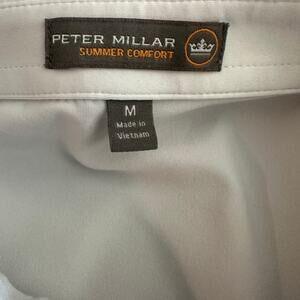 PETER MILLAR
SUMMER COMFORT
M
Made in
Vietnam